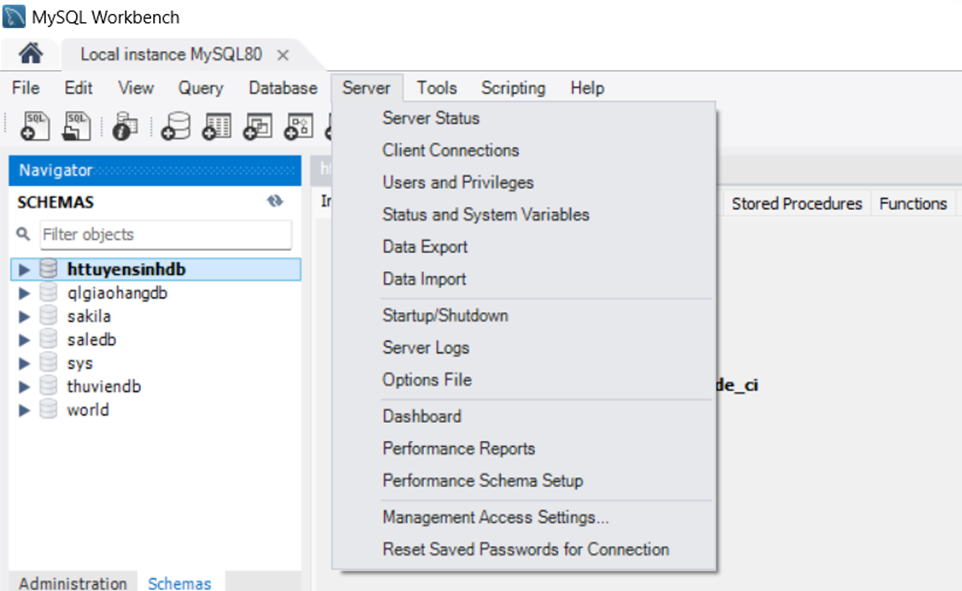 MySQL Workbench
Local instance MySQL80
File Edit View Query Database Server Tools Scripting Help
SQL SQL
Navigator
SCHEMAS
Filter objects
httuyensinhdb
qlgiaohangdb
sakila
saledb
sys
thuviendb
world
Administration Schemas
Server Status
Client Connections
Users and Privileges
Status and System Variables
Data Export
Data Import
Startup/Shutdown
Server Logs
Options File
Dashboard
Performance Reports
Performance Schema Setup
Management Access Settings...
Reset Saved Passwords for Connection
Stored Procedures Functions
de_ci